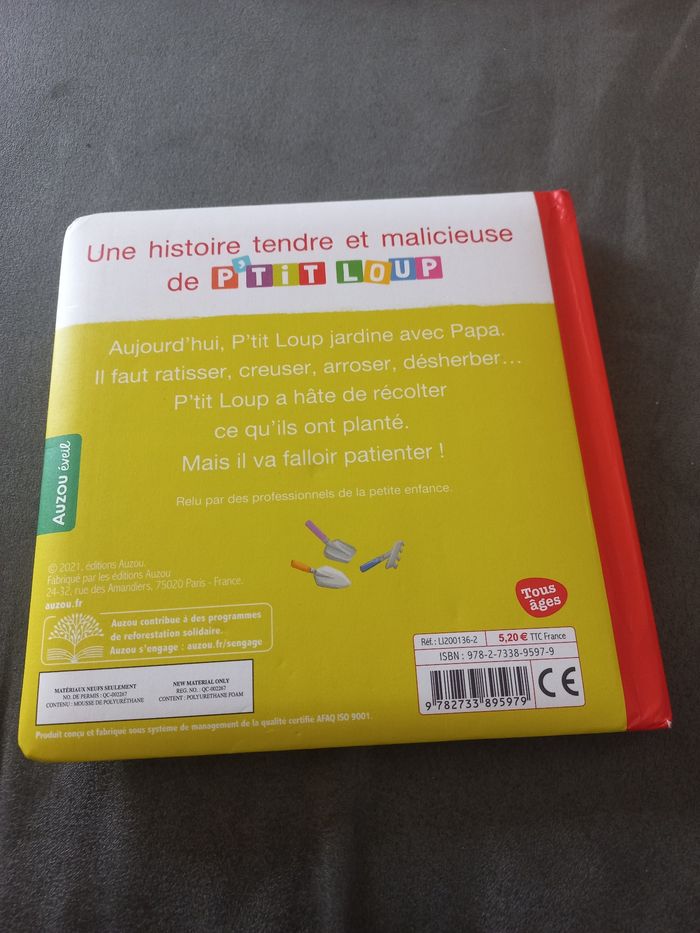 Une histoire tendre et malicieuse
de P'TiT LOUP
Aujourd'hui, P'tit Loup jardine avec Papa.
Il faut ratisser, creuser, arroser, désherber…
P'tit Loup a hâte de récolter
ce qu'ils ont planté.
Mais il va falloir patienter !
Relu par des professionnels de la petite enfance.
Auzou éveil
© 2021, éditions Auzou.
Fabriqué par les éditions Auzou
24-32, rue des Amandiers, 75020 Paris - France.
auzou.fr
Auzou contribue à des programmes
de reforestation solidaire.
Auzou s'engage : auzou.fr/sengage
MATÉRIAUX NEUFS SEULEMENT
NO. DE PERMIS : QC-002267
CONTENU : MOUSSE DE POLYURÉTHANE
NEW MATERIAL ONLY
REG. NO. : QC-002267
CONTENT : POLYURETHANE FOAM
Produit conçu et fabriqué sous système de management de la qualité certifié AFAQ ISO 9001.
Tous
âges
Réf. : LI200136-2
5,20 € TTC France
ISBN : 978-2-7338-9597-9
9 782733 895979
CE